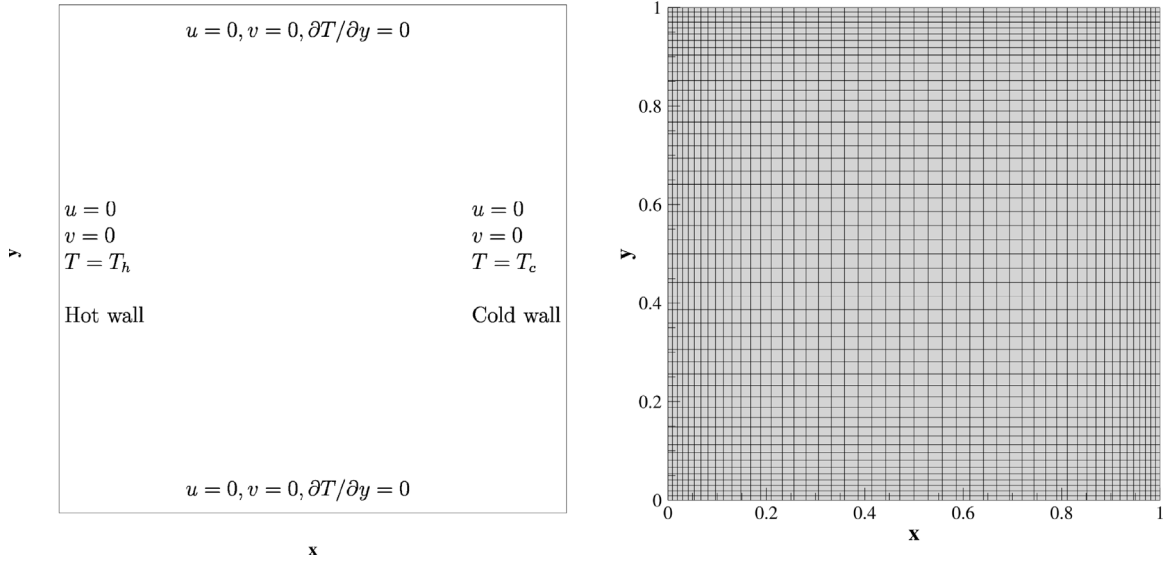 u = 0, v = 0, ∂T/∂y = 0
u = 0
v = 0
T = T_h
Hot wall
u = 0
v = 0
T = T_c
Cold wall
u = 0, v = 0, ∂T/∂y = 0
y
x
1
0.8
0.6
0.4
0.2
0
y
0 0.2 0.4 0.6 0.8 1
x